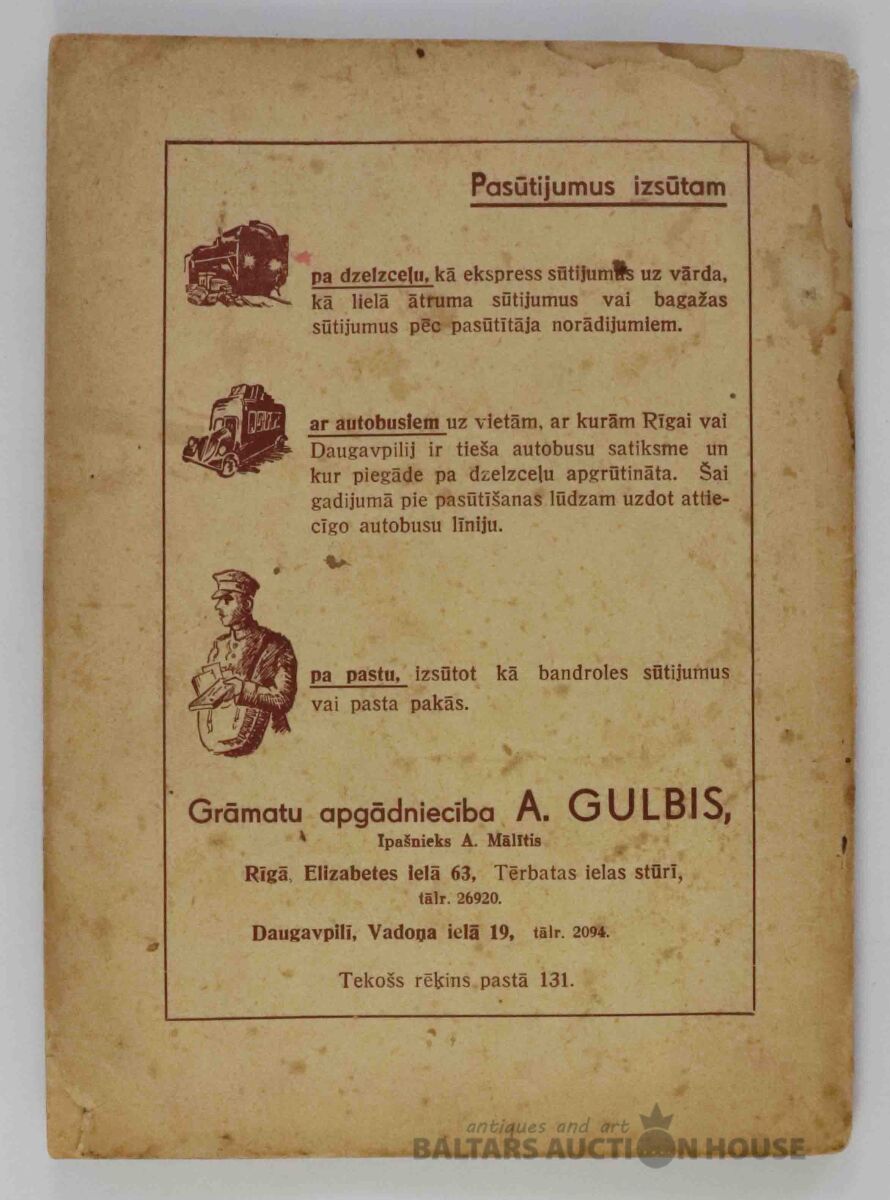 Pasūtijumus izsūtam
pa dzelzceļu, kā ekspress sūtijumus uz vārda,
kā lielā ātruma sūtijumus vai bagažas
sūtijumus pēc pasūtītāja norādijumiem.
ar autobusiem uz vietām, ar kurām Rīgai vai
Daugavpilij ir tieša autobusu satiksme un
kur piegāde pa dzelzceļu apgrūtināta. Šai
gadijumā pie pasūtīšanas lūdzam uzdot attie-
cīgo autobusu līniju.
pa pastu, izsūtot kā bandroles sūtijumus
vai pasta pakās.
Grāmatu apgādniecība A. GULBIS,
Īpašnieks A. Mālītis
Rīgā, Elizabetes ielā 63, Tērbatas ielas stūrī,
tālr. 26920.
Daugavpilī, Vadoņa ielā 19, tālr. 2094.
Tekošs rēķins pastā 131.
antiques and art
BALTARS AUCTION HOUSE